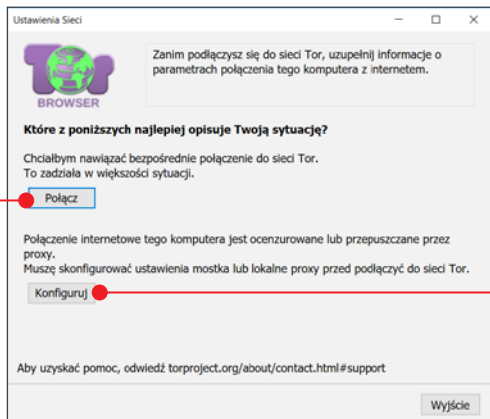 Ustawienia Sieci
Tor
BROWSER
Zanim podłączysz się do sieci Tor, uzupełnij informacje o
parametrach połączenia tego komputera z internetem.
Które z poniższych najlepiej opisuje Twoją sytuację?
Chciałbym nawiązać bezpośrednie połączenie do sieci Tor.
To zadziała w większości sytuacji.
Połącz
Połączenie internetowe tego komputera jest ocenzurowane lub przepuszczane przez
proxy.
Muszę skonfigurować ustawienia mostka lub lokalne proxy przed podłączyć do sieci Tor.
Konfiguruj
Aby uzyskać pomoc, odwiedź torproject.org/about/contact.html#support
Wyjście